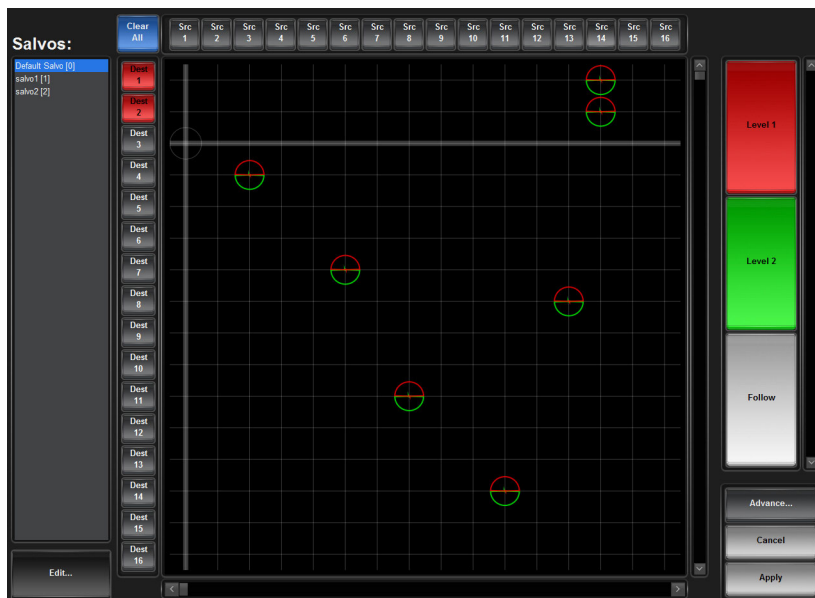 Salvos:
Default Salvo [0]
salvo1 [1]
salvo2 [2]
Edit...
Clear
All
Src
1
Src
2
Src
3
Src
4
Src
5
Src
6
Src
7
Src
8
Src
9
Src
10
Src
11
Src
12
Src
13
Src
14
Src
15
Src
16
Dest
1
Dest
2
Dest
3
Dest
4
Dest
5
Dest
6
Dest
7
Dest
8
Dest
9
Dest
10
Dest
11
Dest
12
Dest
13
Dest
14
Dest
15
Dest
16
Level 1
Level 2
Follow
Advance...
Cancel
Apply